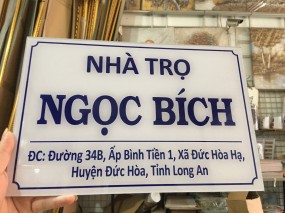 NHÀ TRỌ
NGỌC BÍCH
ĐC: Đường 34B, Ấp Bình Tiền 1, Xã Đức Hòa Hạ,
Huyện Đức Hòa, Tỉnh Long An